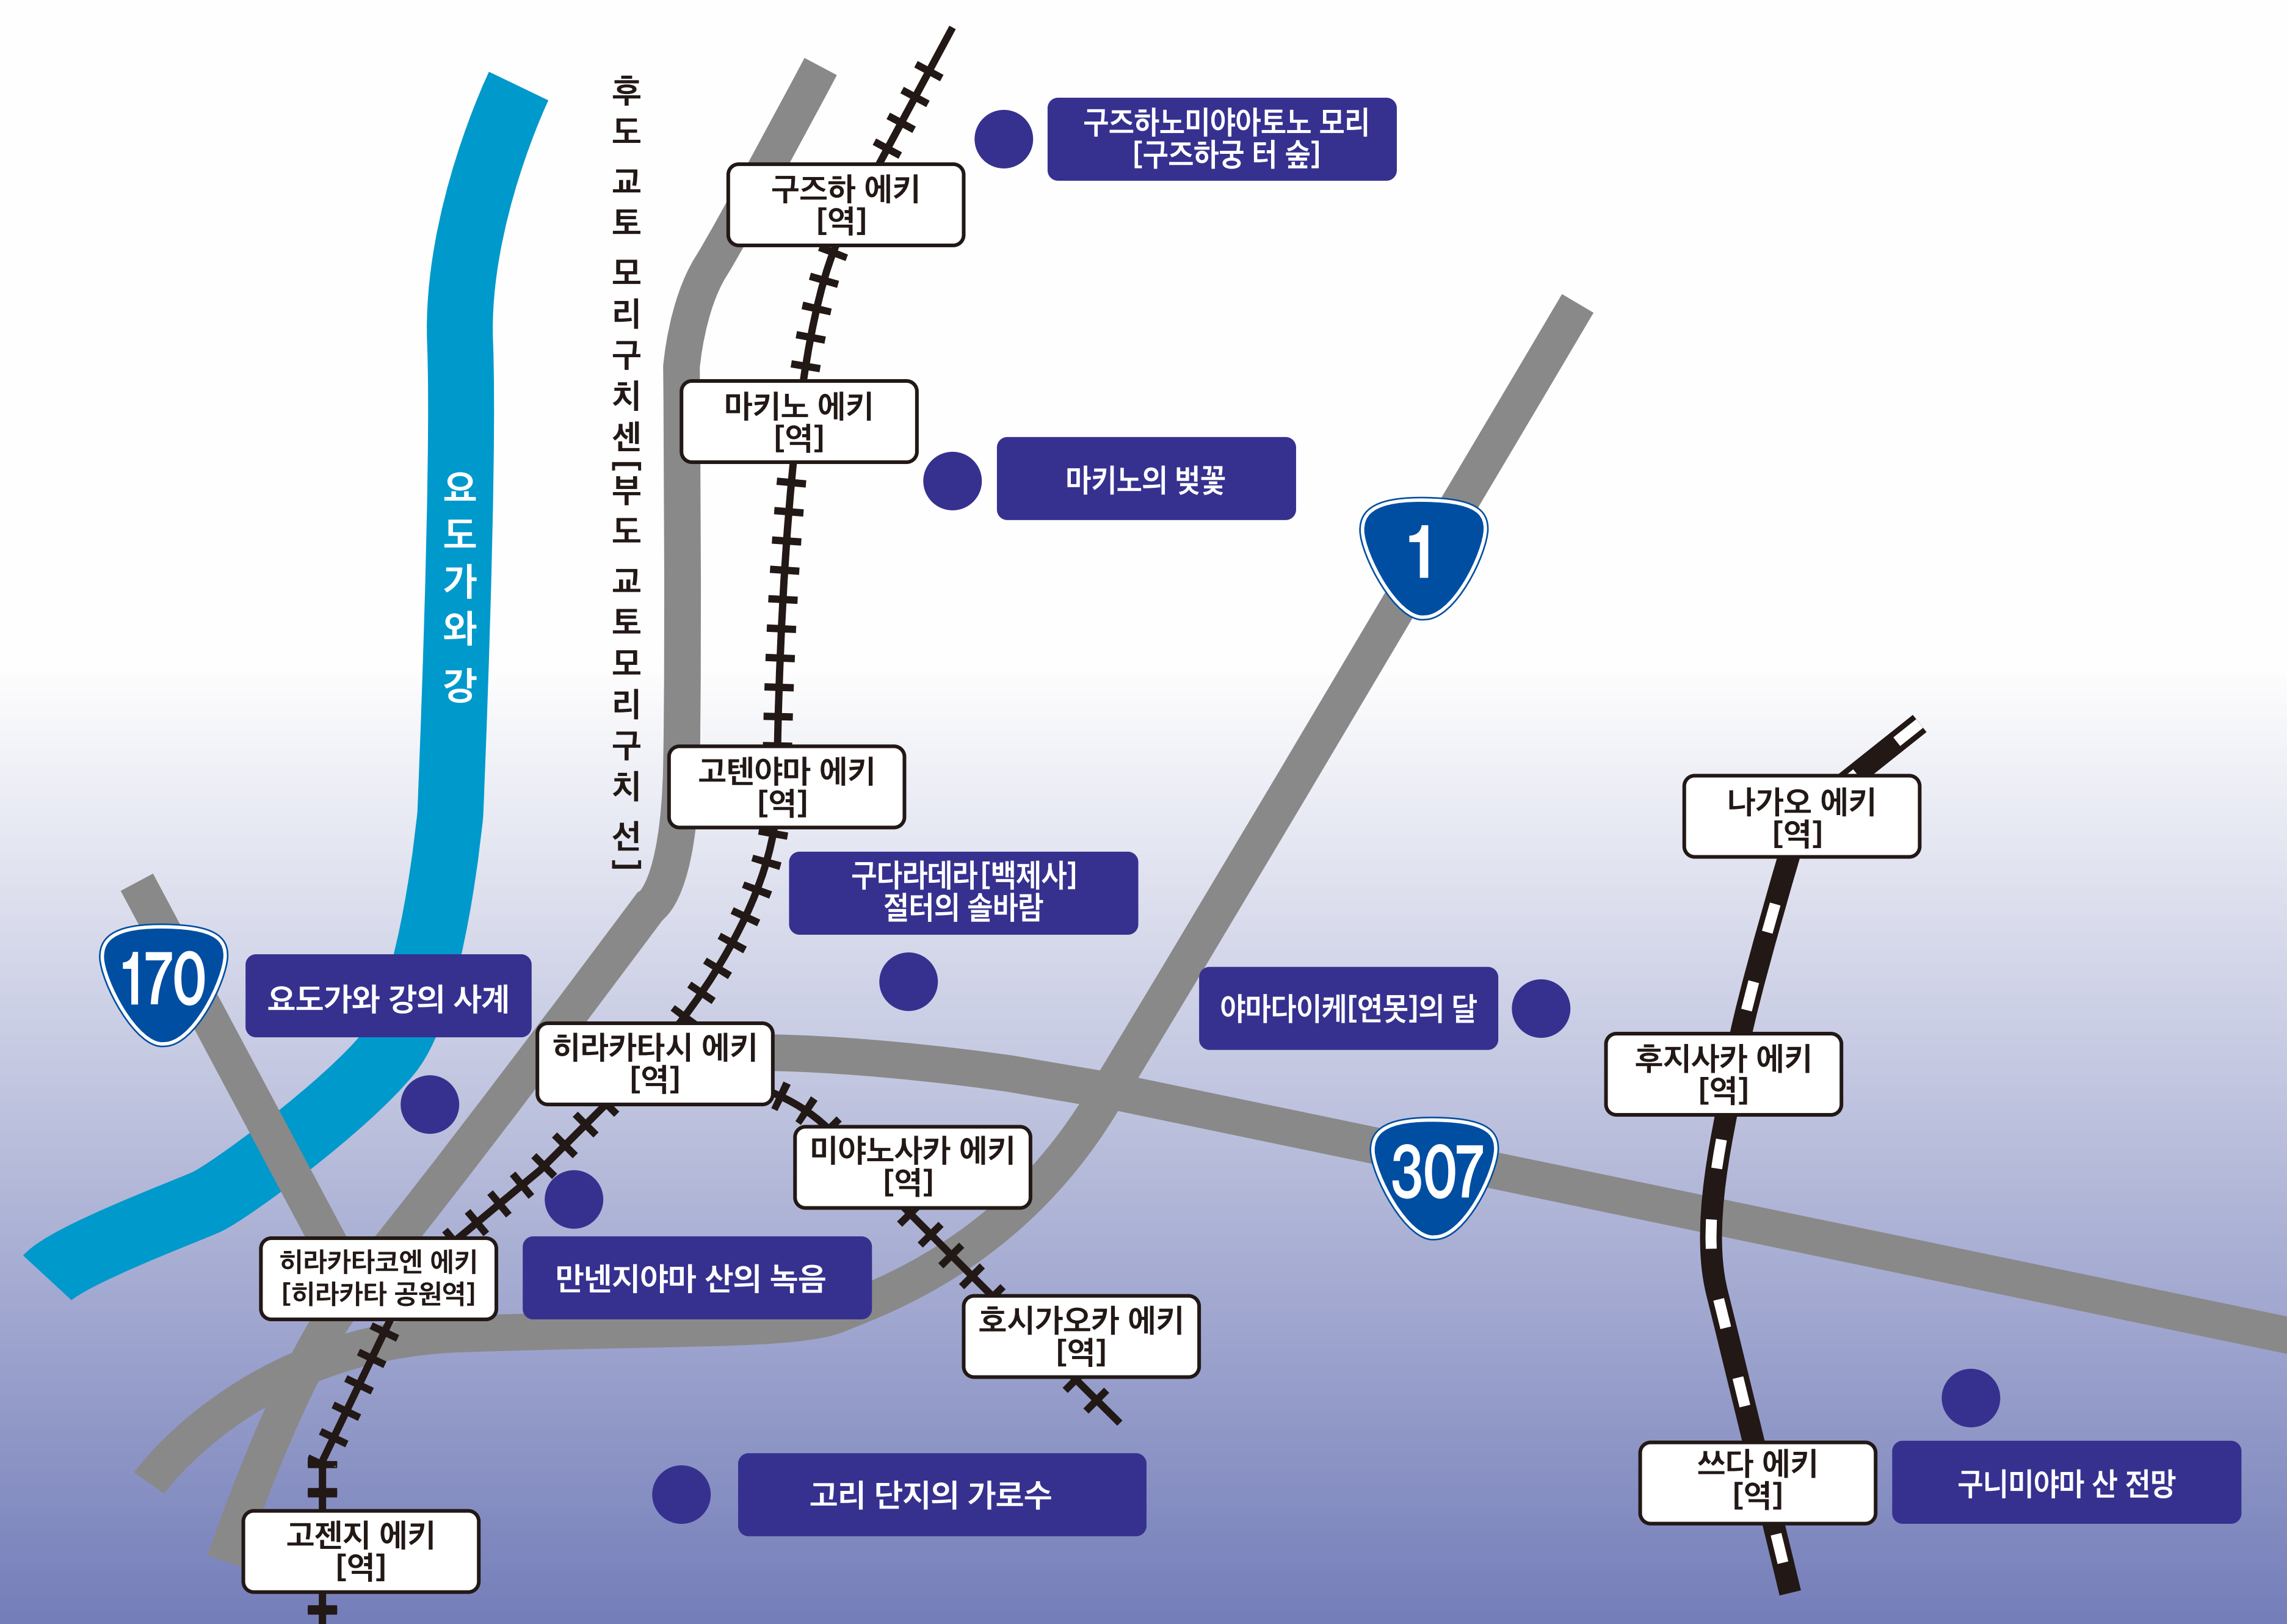 구즈하노미야아토노 모리
[구즈하궁 터 숲]
구즈하 에키
[역]
후도 교토 모리구치센[부도 교토모리구치 선]
마키노 에키
[역]
마키노의 벚꽃
요도가와 강
1
고텐야마 에키
[역]
나가오 에키
[역]
구다라데라[백제사]
절터의 솔바람
170
요도가와 강의 사계
야마다이케[연못]의 달
히라카타시 에키
[역]
후지사카 에키
[역]
미야노사카 에키
[역]
307
히라카타코엔 에키
[히라카타 공원역]
만넨지야마 산의 녹음
호시가오카 에키
[역]
고리 단지의 가로수
쓰다 에키
[역]
구니미야마 산 전망
고젠지 에키
[역]